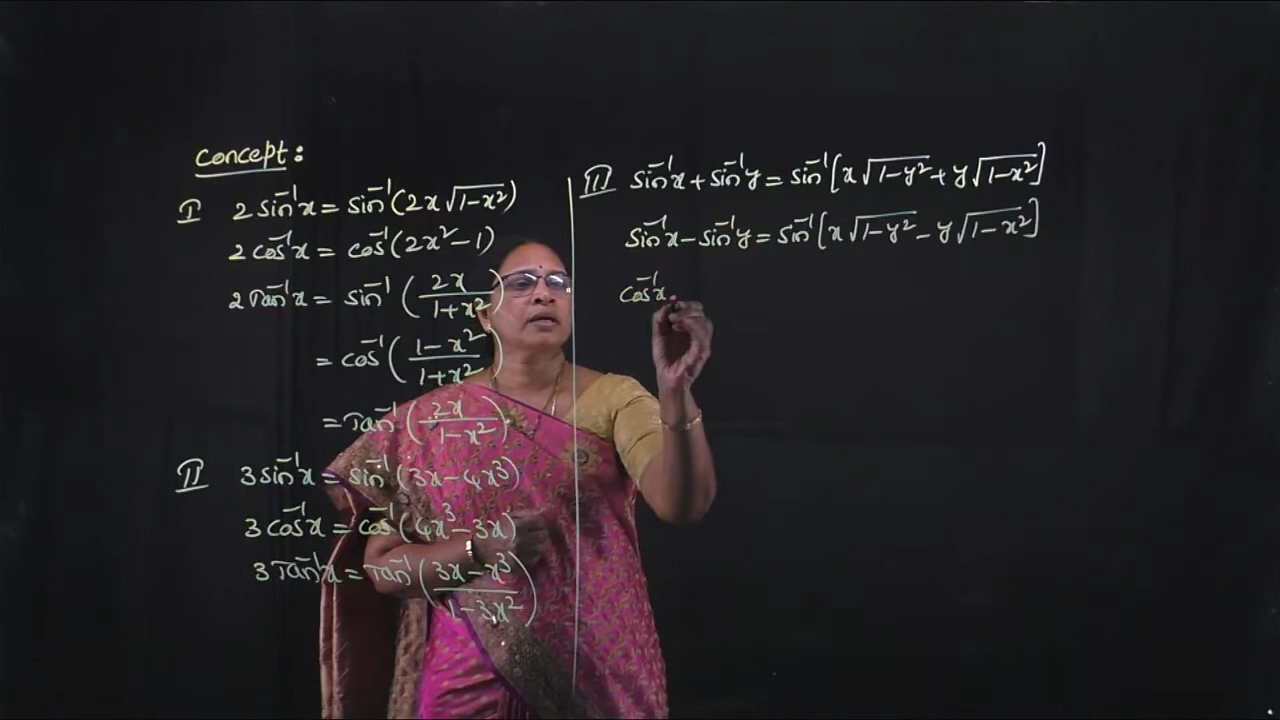 Concept:
I 2 sin⁻¹x = sin⁻¹(2x√(1-x²))
2 cos⁻¹x = cos⁻¹(2x²-1)
2 Tan⁻¹x = sin⁻¹(2x/(1+x²))
= cos⁻¹((1-x²)/(1+x²))
= Tan⁻¹(2x/(1-x²))
II 3 sin⁻¹x = sin⁻¹(3x-4x³)
3 cos⁻¹x = cos⁻¹(4x³-3x)
3 Tan⁻¹x = Tan⁻¹((3x-x³)/(1-3x²))
III sin⁻¹x + sin⁻¹y = sin⁻¹[x√(1-y²) + y√(1-x²)]
sin⁻¹x - sin⁻¹y = sin⁻¹[x√(1-y²) - y√(1-x²)]
cos⁻¹x